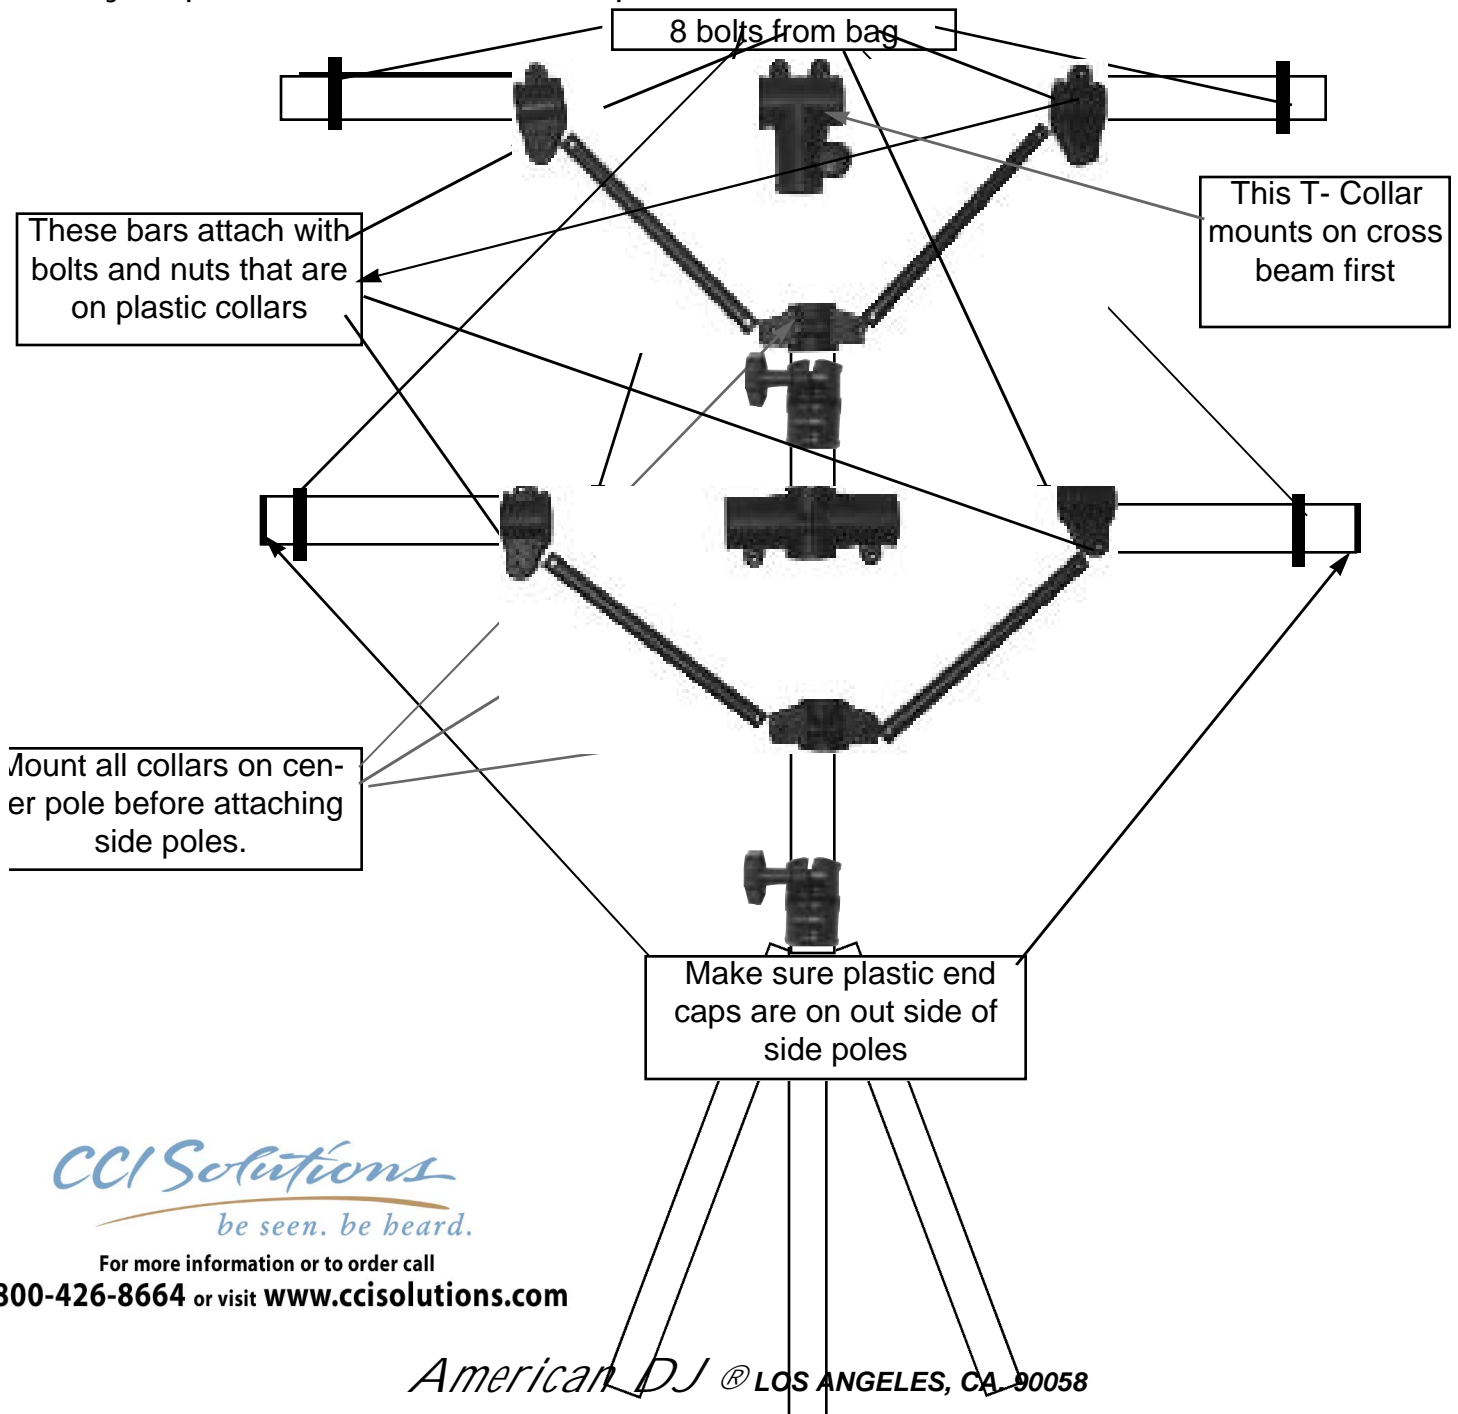 8 bolts from bag
This T- Collar
mounts on cross
beam first
These bars attach with
bolts and nuts that are
on plastic collars
Mount all collars on cen-
er pole before attaching
side poles.
Make sure plastic end
caps are on out side of
side poles
CCI Solutions
be seen. be heard.
For more information or to order call
800-426-8664 or visit www.ccisolutions.com
American DJ ® LOS ANGELES, CA. 90058